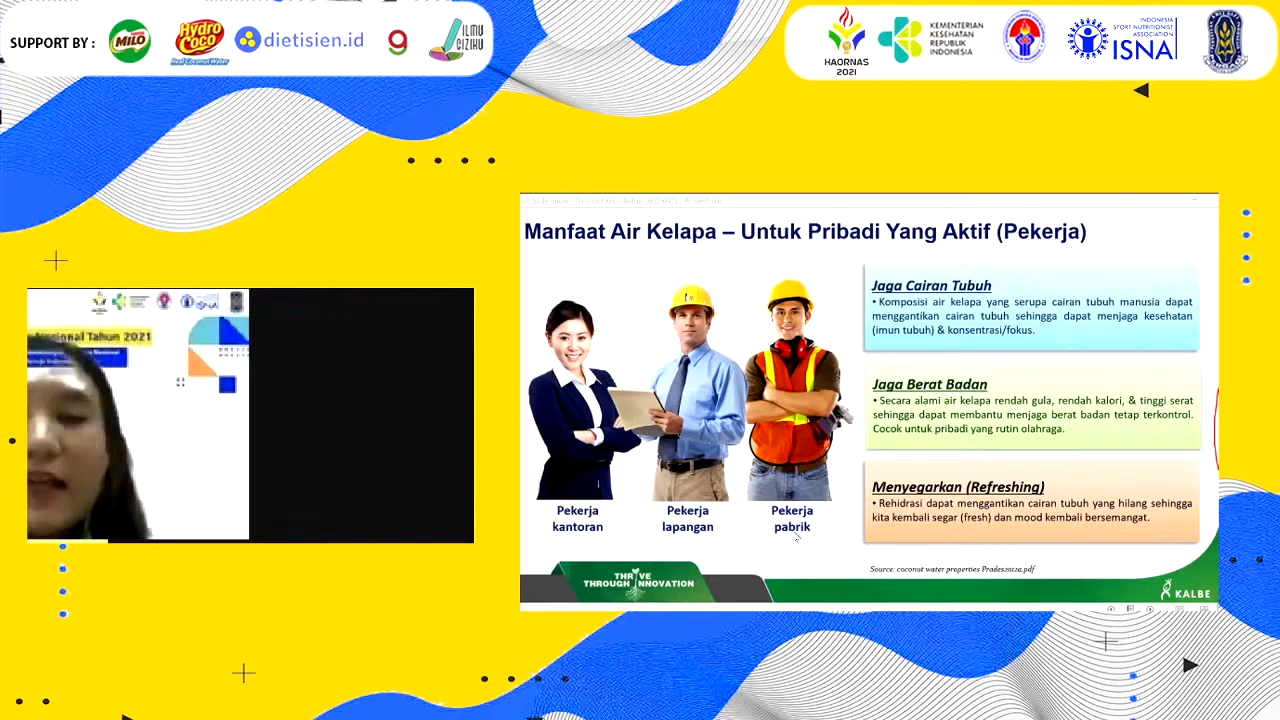 SUPPORT BY :
MILO
HYDRO
COCO
Real Coconut Water
dietisien.id
g
ILMU
GIZIKU
HAORNAS
2021
KEMENTERIAN
KESEHATAN
REPUBLIK
INDONESIA
INDONESIA
SPORT NUTRITIONIST
ASSOCIATION
ISNA
Nasional Tahun 2021
Manfaat Air Kelapa – Untuk Pribadi Yang Aktif (Pekerja)
Jaga Cairan Tubuh
• Komposisi air kelapa yang serupa cairan tubuh manusia dapat
menggantikan cairan tubuh sehingga dapat menjaga kesehatan
(imun tubuh) & konsentrasi/fokus.
Jaga Berat Badan
• Secara alami air kelapa rendah gula, rendah kalori, & tinggi serat
sehingga dapat membantu menjaga berat badan tetap terkontrol.
Cocok untuk pribadi yang rutin olahraga.
Menyegarkan (Refreshing)
• Rehidrasi dapat menggantikan cairan tubuh yang hilang sehingga
kita kembali segar (fresh) dan mood kembali bersemangat.
Pekerja
kantoran
Pekerja
lapangan
Pekerja
pabrik
Source: coconut water properties Prades2012a.pdf
THRIVE
THROUGH INNOVATION
KALBE